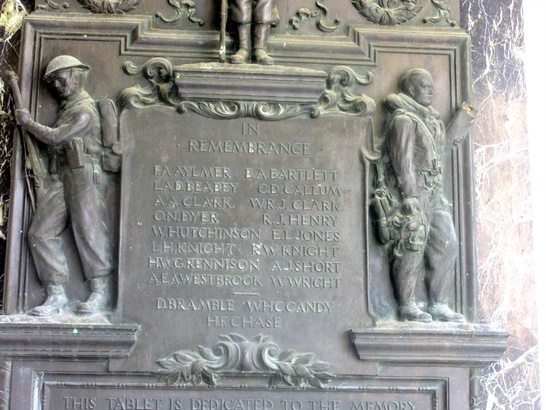 IN
REMEMBRANCE
F.A.AYLMER B.A.BARTLETT
L.A.D.BEABEY C.D.CALLUM
A.A.CLARK. W.R.J.CLARK
O.N.DYER R.J.HENRY
W.HUTCHINSON E.L.JONES
L.H.KNIGHT R.W.KNIGHT
H.W.G.RENNISON A.J.SHORT
A.E.A.WESTBROOK W.WRIGHT
D.BRAMBLE W.H.C.CANDY
H.F.CHASE
THIS TABLET IS DEDICATED TO THE MEMORY